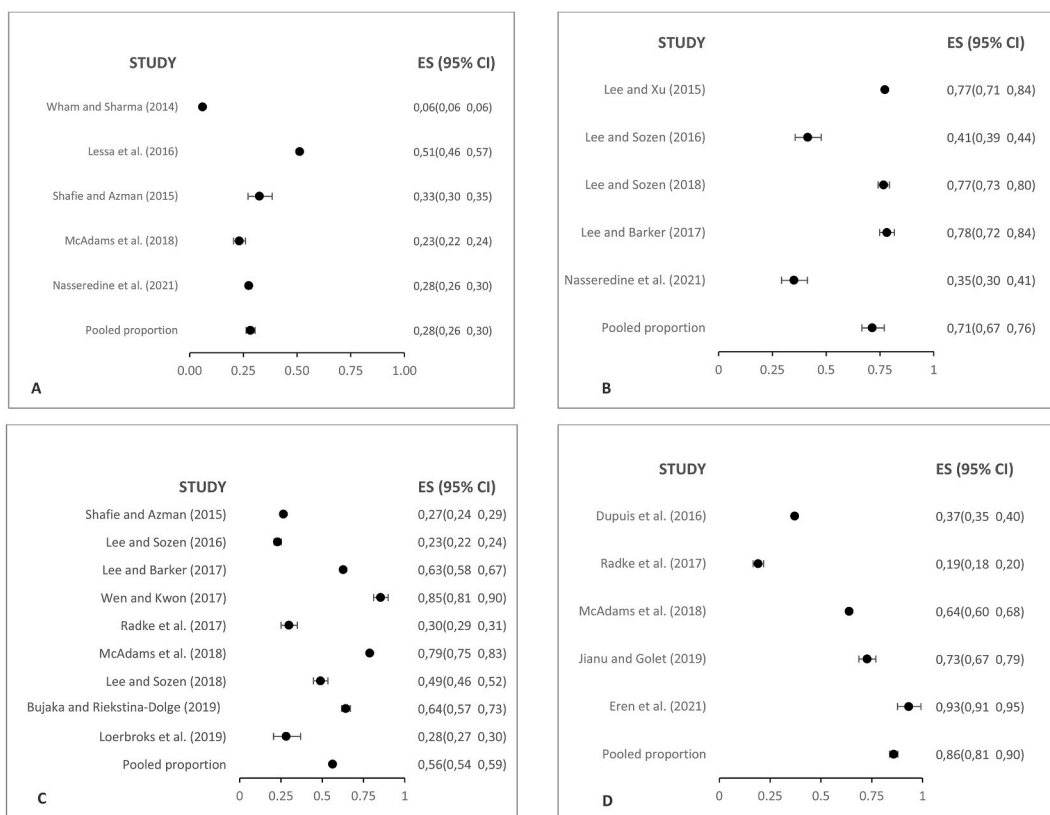 STUDY ES (95% CI)
Wham and Sharma (2014) 0,06(0,06 0,06)
Lessa et al. (2016) 0,51(0,46 0,57)
Shafie and Azman (2015) 0,33(0,30 0,35)
McAdams et al. (2018) 0,23(0,22 0,24)
Nasseredine et al. (2021) 0,28(0,26 0,30)
Pooled proportion 0,28(0,26 0,30)
0.00 0.25 0.50 0.75 1.00
A
STUDY ES (95% CI)
Lee and Xu (2015) 0,77(0,71 0,84)
Lee and Sozen (2016) 0,41(0,39 0,44)
Lee and Sozen (2018) 0,77(0,73 0,80)
Lee and Barker (2017) 0,78(0,72 0,84)
Nasseredine et al. (2021) 0,35(0,30 0,41)
Pooled proportion 0,71(0,67 0,76)
0 0.25 0.5 0.75 1
B
STUDY ES (95% CI)
Shafie and Azman (2015) 0,27(0,24 0,29)
Lee and Sozen (2016) 0,23(0,22 0,24)
Lee and Barker (2017) 0,63(0,58 0,67)
Wen and Kwon (2017) 0,85(0,81 0,90)
Radke et al. (2017) 0,30(0,29 0,31)
McAdams et al. (2018) 0,79(0,75 0,83)
Lee and Sozen (2018) 0,49(0,46 0,52)
Bujaka and Riekstina-Dolge (2019) 0,64(0,57 0,73)
Loerbroks et al. (2019) 0,28(0,27 0,30)
Pooled proportion 0,56(0,54 0,59)
0 0.25 0.5 0.75 1
C
STUDY ES (95% CI)
Dupuis et al. (2016) 0,37(0,35 0,40)
Radke et al. (2017) 0,19(0,18 0,20)
McAdams et al. (2018) 0,64(0,60 0,68)
Jianu and Golet (2019) 0,73(0,67 0,79)
Eren et al. (2021) 0,93(0,91 0,95)
Pooled proportion 0,86(0,81 0,90)
0 0.25 0.5 0.75 1
D